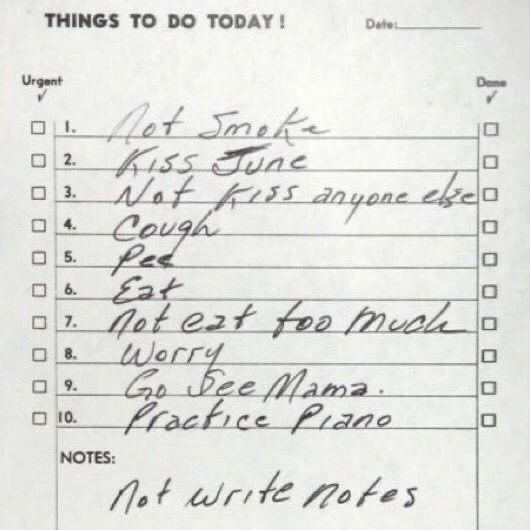 THINGS TO DO TODAY! Date:
Urgent Done
1. Not Smoke
2. Kiss June
3. Not Kiss anyone else
4. Cough
5. Pee
6. Eat
7. Not eat too much
8. Worry
9. Go See Mama.
10. Practice Piano
NOTES:
Not write notes